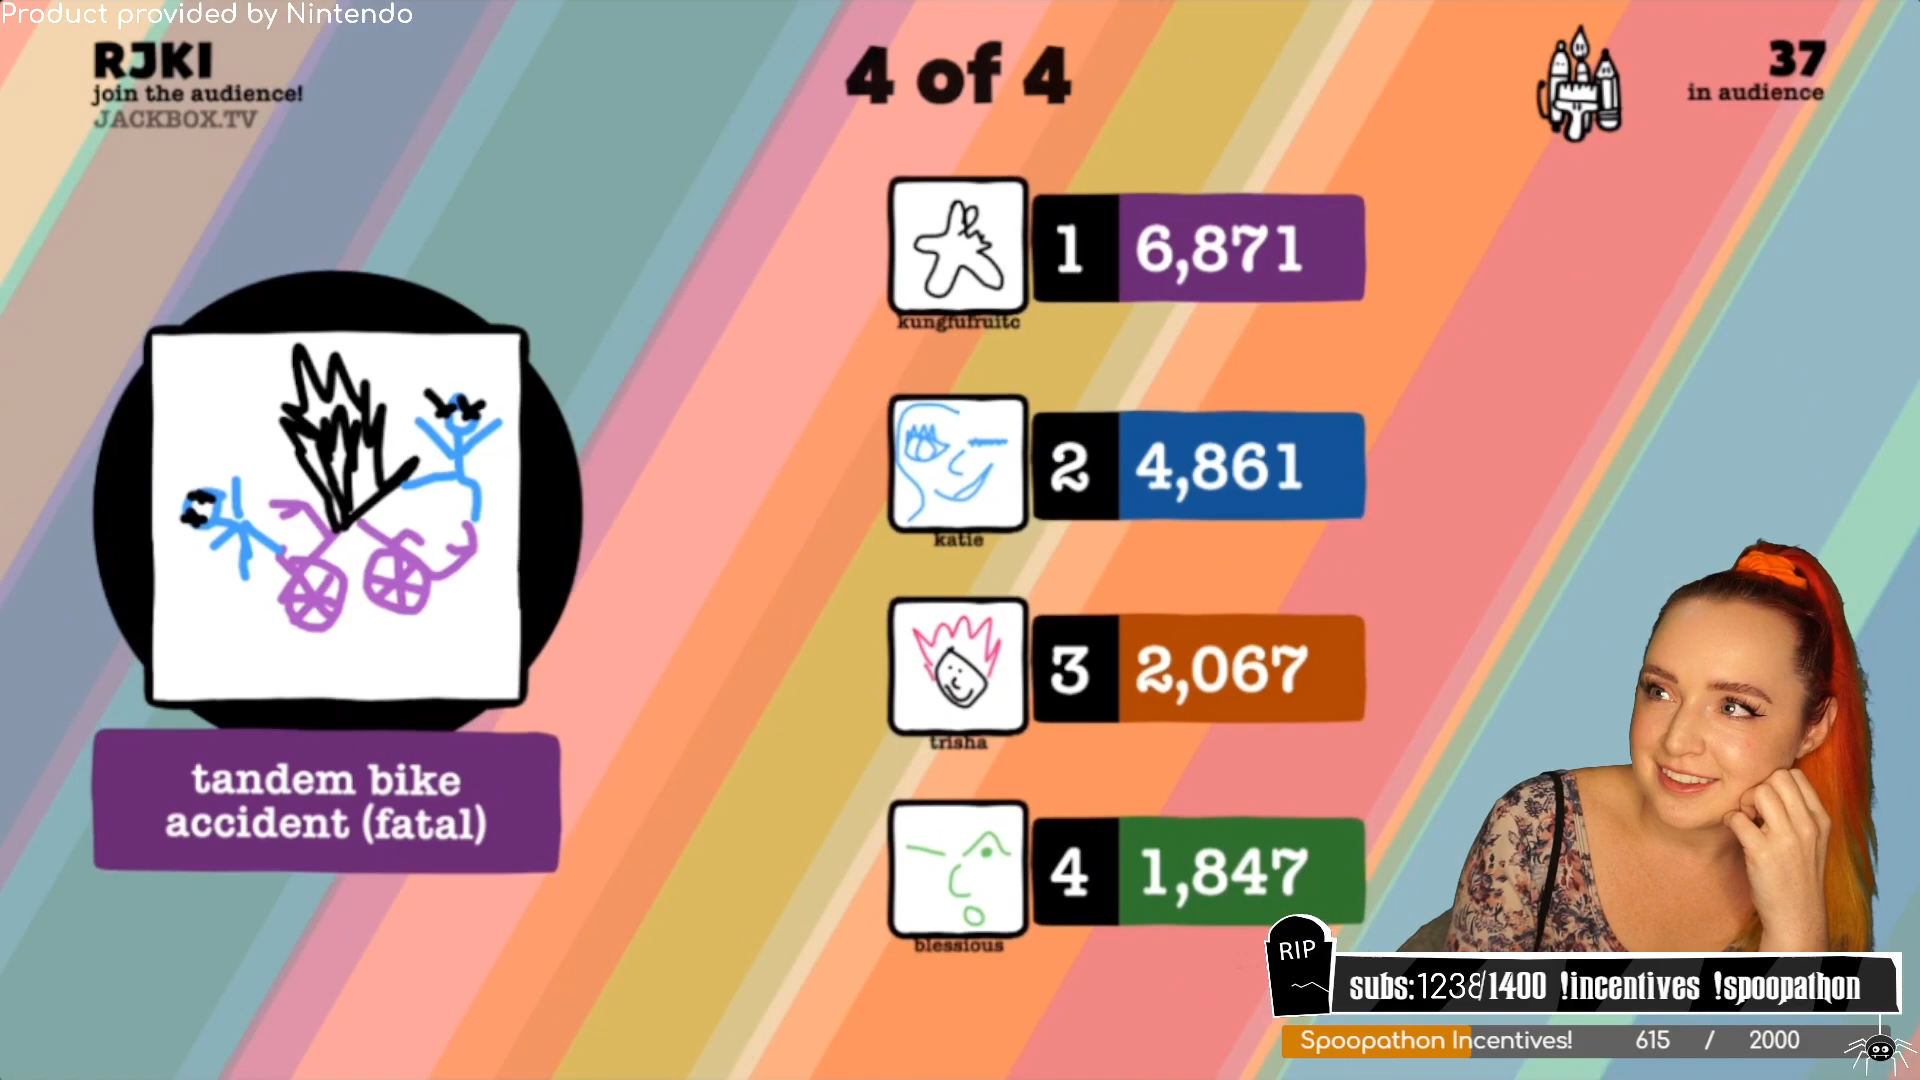 Product provided by Nintendo
RJKI
join the audience!
JACKBOX.TV
4 of 4
37
in audience
1 6,871
kungfufruitc
2 4,861
katie
3 2,067
trisha
4 1,847
blessious
tandem bike
accident (fatal)
RIP
subs:1238/1400 !incentives !spoopathon
Spoopathon Incentives! 615 / 2000